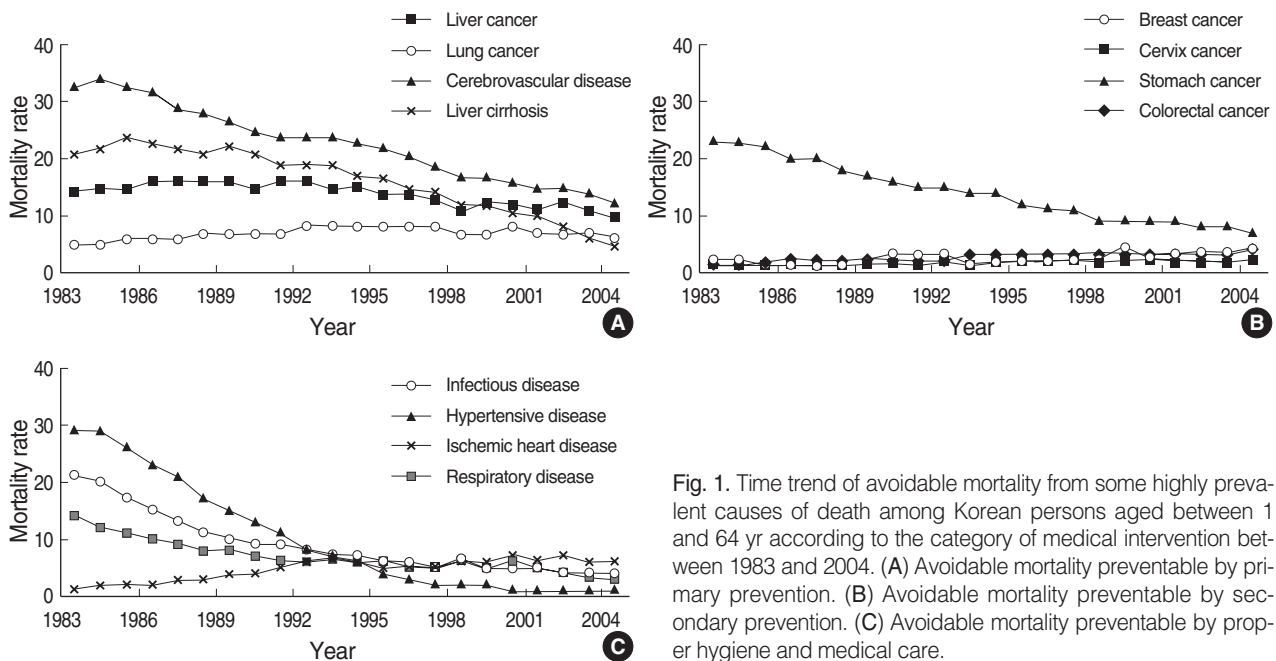 Liver cancer
Lung cancer
Cerebrovascular disease
Liver cirrhosis
40
30
20
10
0
Mortality rate
1983 1986 1989 1992 1995 1998 2001 2004
Year
A
Breast cancer
Cervix cancer
Stomach cancer
Colorectal cancer
40
30
20
10
0
Mortality rate
1983 1986 1989 1992 1995 1998 2001 2004
Year
B
Infectious disease
Hypertensive disease
Ischemic heart disease
Respiratory disease
40
30
20
10
0
Mortality rate
1983 1986 1989 1992 1995 1998 2001 2004
Year
C
Fig. 1. Time trend of avoidable mortality from some highly preva-
lent causes of death among Korean persons aged between 1
and 64 yr according to the category of medical intervention bet-
ween 1983 and 2004. (A) Avoidable mortality preventable by pri-
mary prevention. (B) Avoidable mortality preventable by sec-
ondary prevention. (C) Avoidable mortality preventable by prop-
er hygiene and medical care.